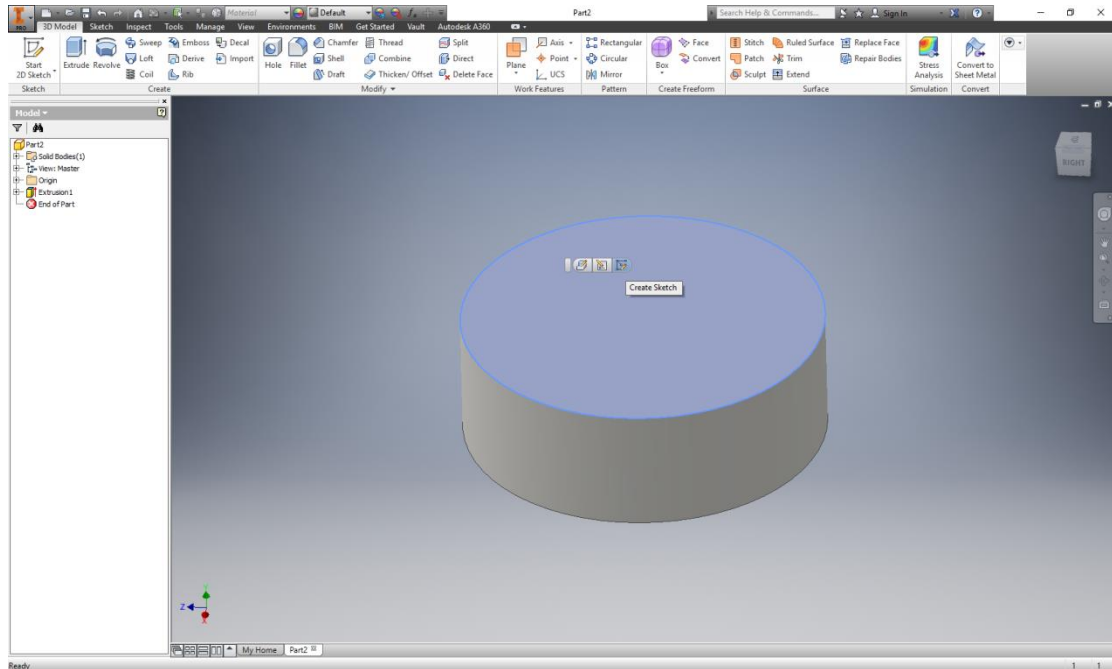 Material Default Part2 Search Help & Commands... Sign In
PRO 3D Model Sketch Inspect Tools Manage View Environments BIM Get Started Vault Autodesk A360
Start 2D Sketch
Extrude Revolve
Sweep Emboss Decal
Loft Derive Import
Coil Rib
Hole Fillet
Chamfer Thread Split
Shell Combine Direct
Draft Thicken/ Offset Delete Face
Plane
Axis
Point
UCS
Rectangular
Circular
Mirror
Box
Face
Convert
Stitch Ruled Surface Replace Face
Patch Trim Repair Bodies
Sculpt Extend
Stress Analysis
Convert to Sheet Metal
Sketch Create Modify Work Features Pattern Create Freeform Surface Simulation Convert
Model
Part2
Solid Bodies(1)
View: Master
Origin
Extrusion1
End of Part
RIGHT
Create Sketch
Y
Z
X
My Home Part2
Ready 1 1